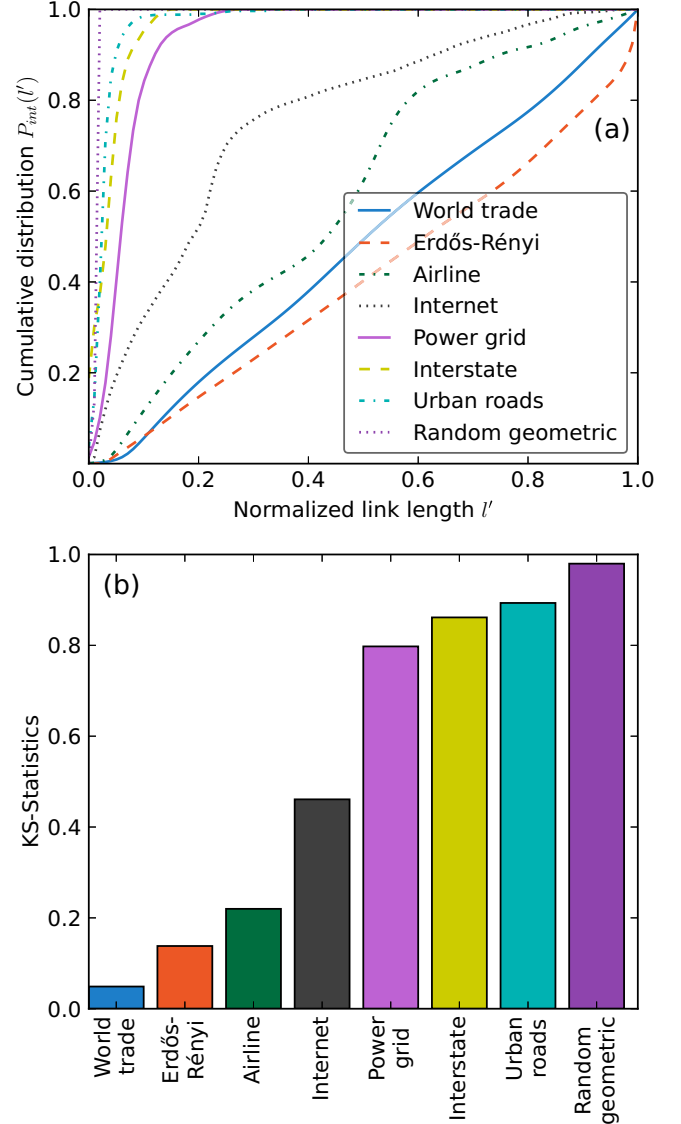 1.0
0.8
0.6
0.4
0.2
Cumulative distribution P_int(l′)
(a)
World trade
Erdős-Rényi
Airline
Internet
Power grid
Interstate
Urban roads
Random geometric
0.0 0.2 0.4 0.6 0.8 1.0
Normalized link length l′
1.0
0.8
0.6
0.4
0.2
0.0
KS-Statistics
(b)
World
trade
Erdős-
Rényi
Airline
Internet
Power
grid
Interstate
Urban
roads
Random
geometric